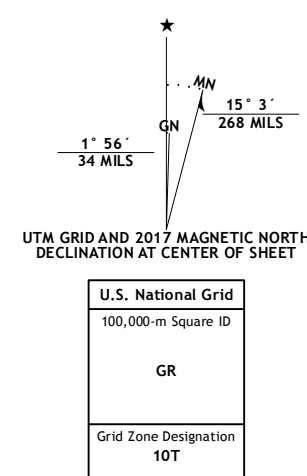 ★
MN
GN
15° 3´
268 MILS
1° 56´
34 MILS
UTM GRID AND 2017 MAGNETIC NORTH
DECLINATION AT CENTER OF SHEET
U.S. National Grid
100,000-m Square ID
GR
Grid Zone Designation
10T